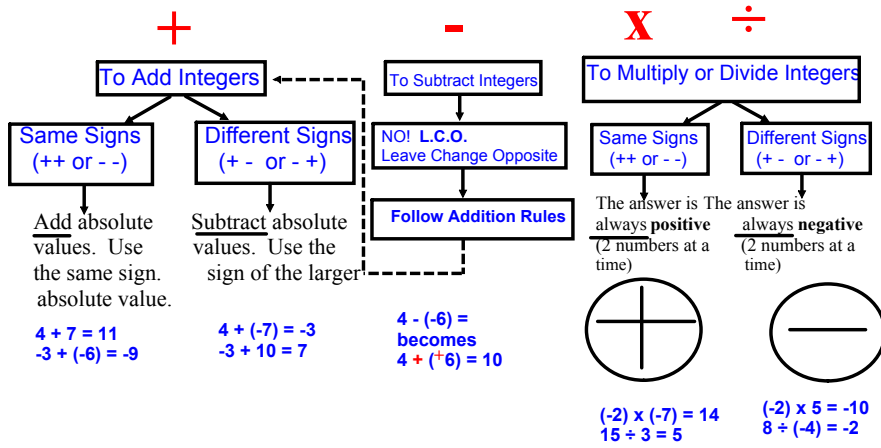 +
-
x
÷
To Add Integers
Same Signs
(++ or - -)
Different Signs
(+ - or - +)
Add absolute
values. Use
the same sign.
absolute value.
Subtract absolute
values. Use the
sign of the larger
4 + 7 = 11
-3 + (-6) = -9
4 + (-7) = -3
-3 + 10 = 7
To Subtract Integers
NO! L.C.O.
Leave Change Opposite
Follow Addition Rules
4 - (-6) =
becomes
4 + (⁺6) = 10
To Multiply or Divide Integers
Same Signs
(++ or - -)
Different Signs
(+ - or - +)
The answer is
always positive
(2 numbers at a
time)
The answer is
always negative
(2 numbers at a
time)
(-2) x (-7) = 14
15 ÷ 3 = 5
(-2) x 5 = -10
8 ÷ (-4) = -2